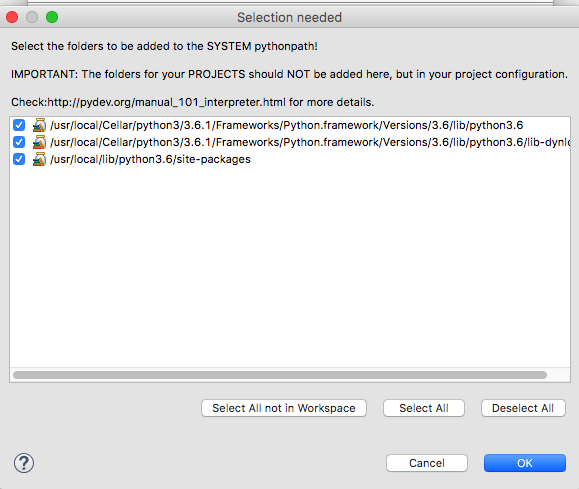 Selection needed
Select the folders to be added to the SYSTEM pythonpath!
IMPORTANT: The folders for your PROJECTS should NOT be added here, but in your project configuration.
Check:http://pydev.org/manual_101_interpreter.html for more details.
/usr/local/Cellar/python3/3.6.1/Frameworks/Python.framework/Versions/3.6/lib/python3.6
/usr/local/Cellar/python3/3.6.1/Frameworks/Python.framework/Versions/3.6/lib/python3.6/lib-dynlo
/usr/local/lib/python3.6/site-packages
Select All not in Workspace
Select All
Deselect All
?
Cancel
OK